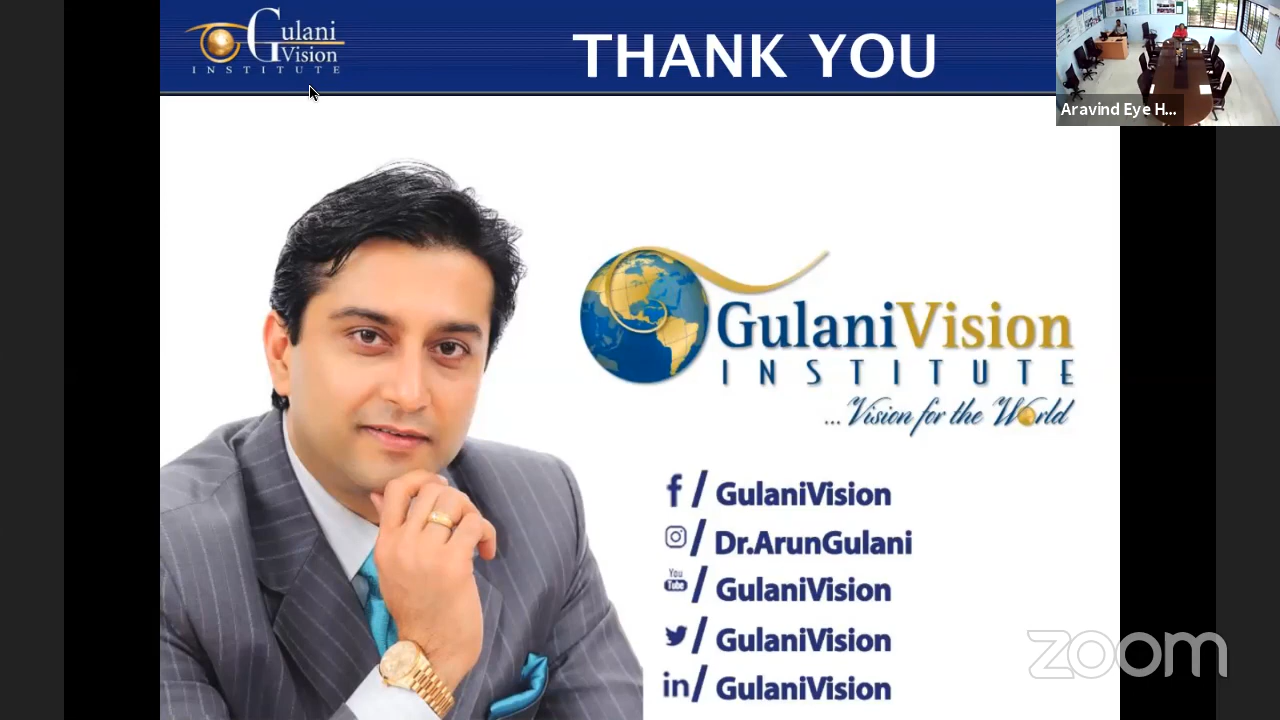 Gulani
Vision
INSTITUTE
THANK YOU
Aravind Eye H...
GulaniVision
INSTITUTE
...Vision for the World
f/ GulaniVision
/ Dr.ArunGulani
You
Tube
/ GulaniVision
/ GulaniVision
in/ GulaniVision
zoom